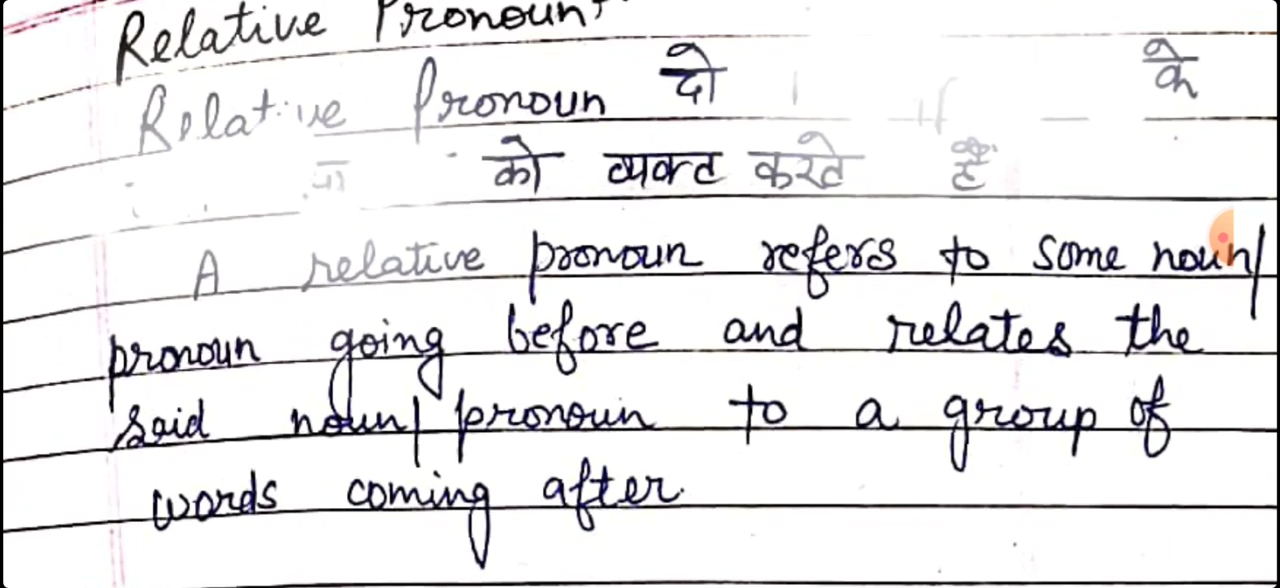 Relative Pronoun:
Relative Pronoun दो के
को व्यक्त करते हैं
A relative pronoun refers to some noun/
pronoun going before and relates the
said noun/pronoun to a group of
words coming after.